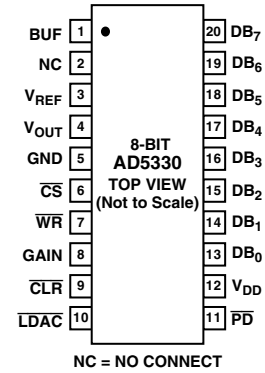 BUF 1 20 DB7
NC 2 19 DB6
VREF 3 18 DB5
VOUT 4 17 DB4
8-BIT
GND 5 AD5330 16 DB3
TOP VIEW
CS 6 (Not to Scale) 15 DB2
WR 7 14 DB1
GAIN 8 13 DB0
CLR 9 12 VDD
LDAC 10 11 PD
NC = NO CONNECT